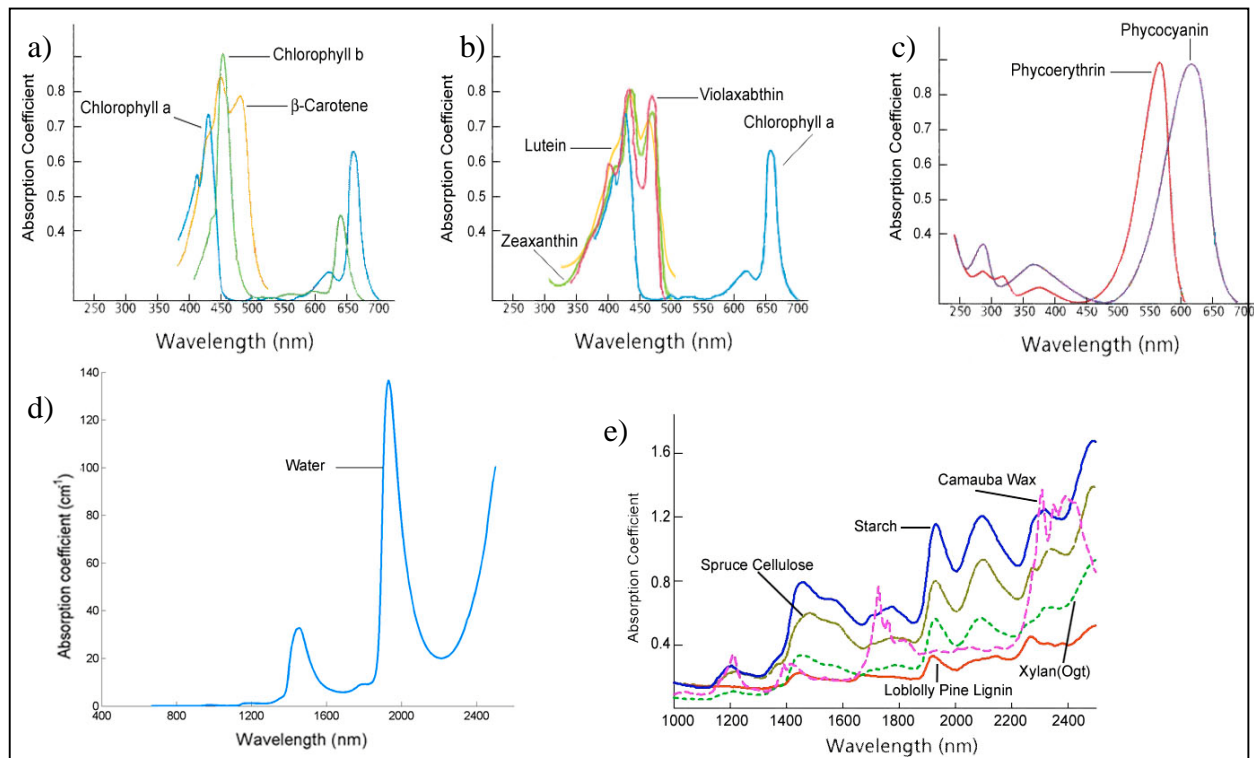 a)
Chlorophyll b
Chlorophyll a
β-Carotene
Absorption Coefficient
0.8
0.7
0.6
0.5
0.4
250 300 350 400 450 500 550 600 650 700
Wavelength (nm)
b)
Violaxabthin
Lutein
Chlorophyll a
Zeaxanthin
Absorption Coefficient
0.8
0.7
0.6
0.5
0.4
250 300 350 400 450 500 550 600 650 700
Wavelength (nm)
c)
Phycocyanin
Phycoerythrin
Absorption Coefficient
0.8
0.6
0.4
250 300 350 400 450 500 550 600 650 700
Wavelength (nm)
d)
Water
Absorption coefficient (cm⁻¹)
140
120
100
80
60
40
20
0
400 800 1200 1600 2000 2400
Wavelength (nm)
e)
Camauba Wax
Starch
Spruce Cellulose
Xylan(Ogt)
Loblolly Pine Lignin
Absorption Coefficient
1.6
1.2
0.8
0.4
1000 1200 1400 1600 1800 2000 2200 2400
Wavelength (nm)